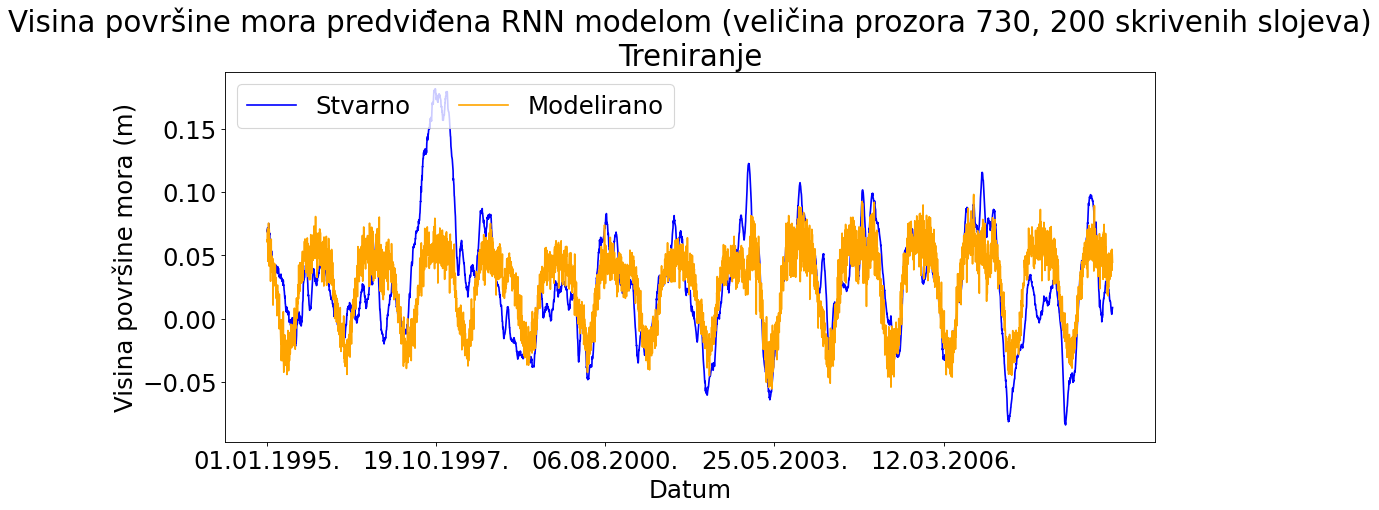 Visina površine mora predviđena RNN modelom (veličina prozora 730, 200 skrivenih slojeva)
Treniranje
Stvarno
Modelirano
Visina površine mora (m)
0.15
0.10
0.05
0.00
−0.05
01.01.1995.
19.10.1997.
06.08.2000.
25.05.2003.
12.03.2006.
Datum